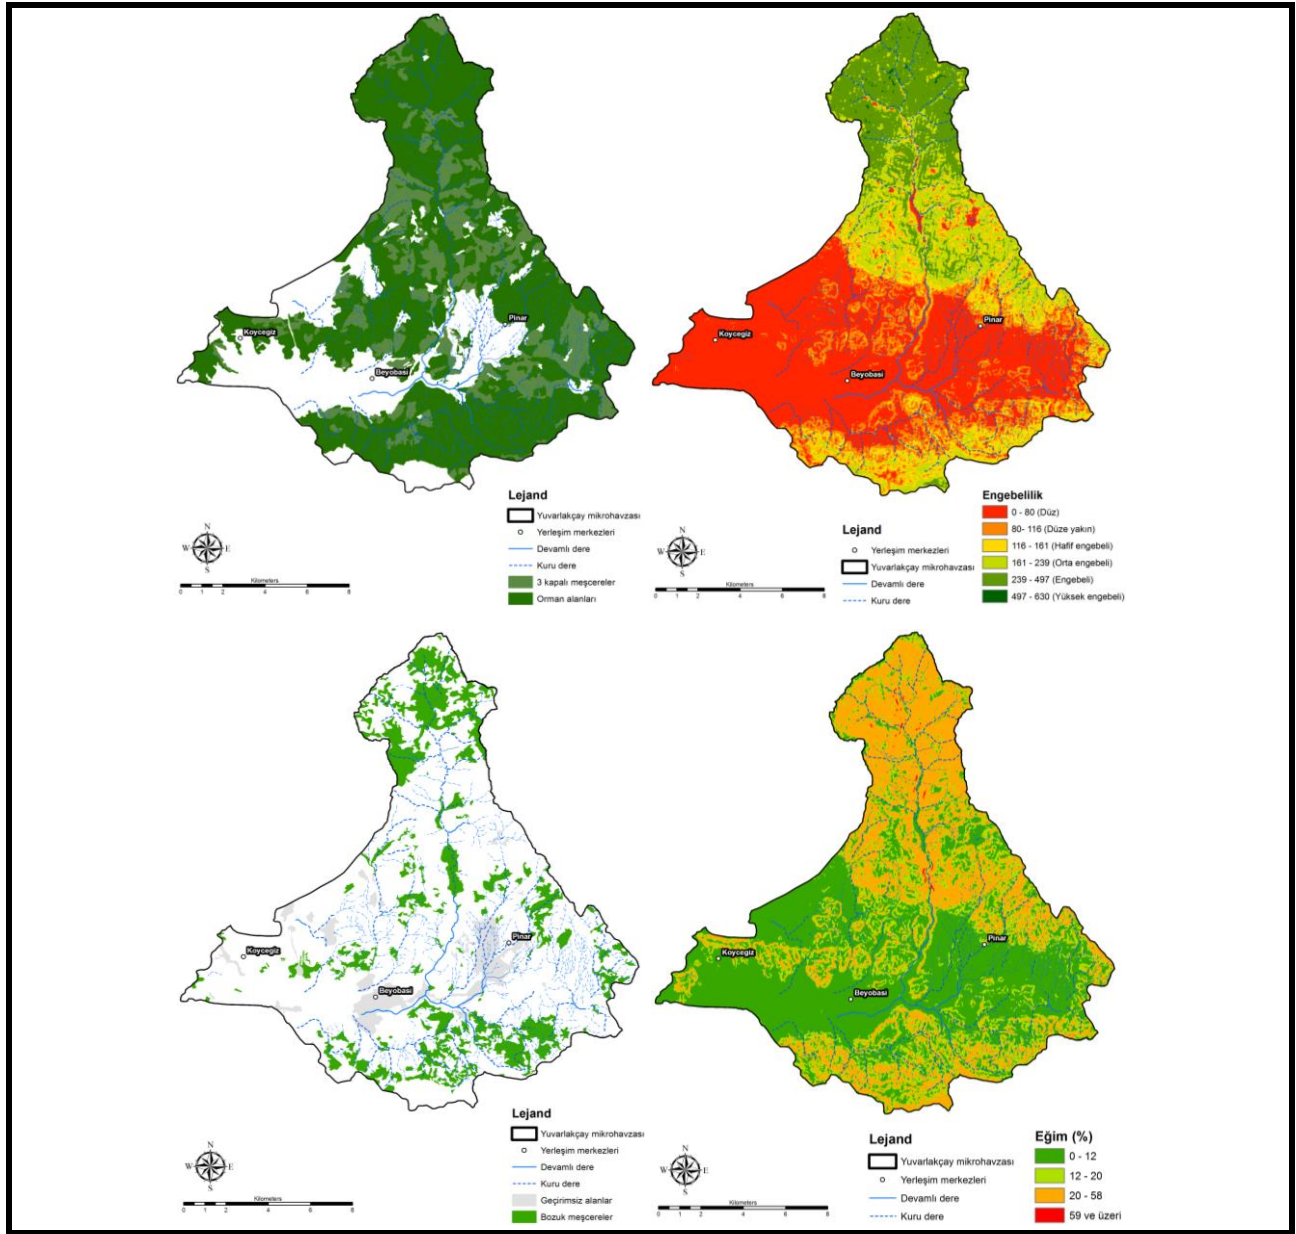 Koycegiz
Pinar
Beyobasi
Lejand
Yuvarlakçay mikrohavzası
Yerleşim merkezleri
Devamlı dere
Kuru dere
3 kapalı meşcereler
Orman alanları
N
W E
S
Kilometers
0 1 2 4 6 8
Koycegiz
Pinar
Beyobasi
Lejand
Yerleşim merkezleri
Yuvarlakçay mikrohavzası
Devamlı dere
Kuru dere
Engebelilik
0 - 80 (Düz)
80- 116 (Düze yakın)
116 - 161 (Hafif engebeli)
161 - 239 (Orta engebeli)
239 - 497 (Engebeli)
497 - 630 (Yüksek engebeli)
N
W E
S
Kilometers
0 1 2 4 6 8
Koycegiz
Pinar
Beyobasi
Lejand
Yuvarlakçay mikrohavzası
Yerleşim merkezleri
Devamlı dere
Kuru dere
Geçirimsiz alanlar
Bozuk meşcereler
N
W E
S
Kilometers
0 1 2 4 6 8
Koycegiz
Pinar
Beyobasi
Lejand
Yuvarlakçay mikrohavzası
Yerleşim merkezleri
Devamlı dere
Kuru dere
Eğim (%)
0 - 12
12 - 20
20 - 58
59 ve üzeri
N
W E
S
Kilometers
0 1 2 4 6 8